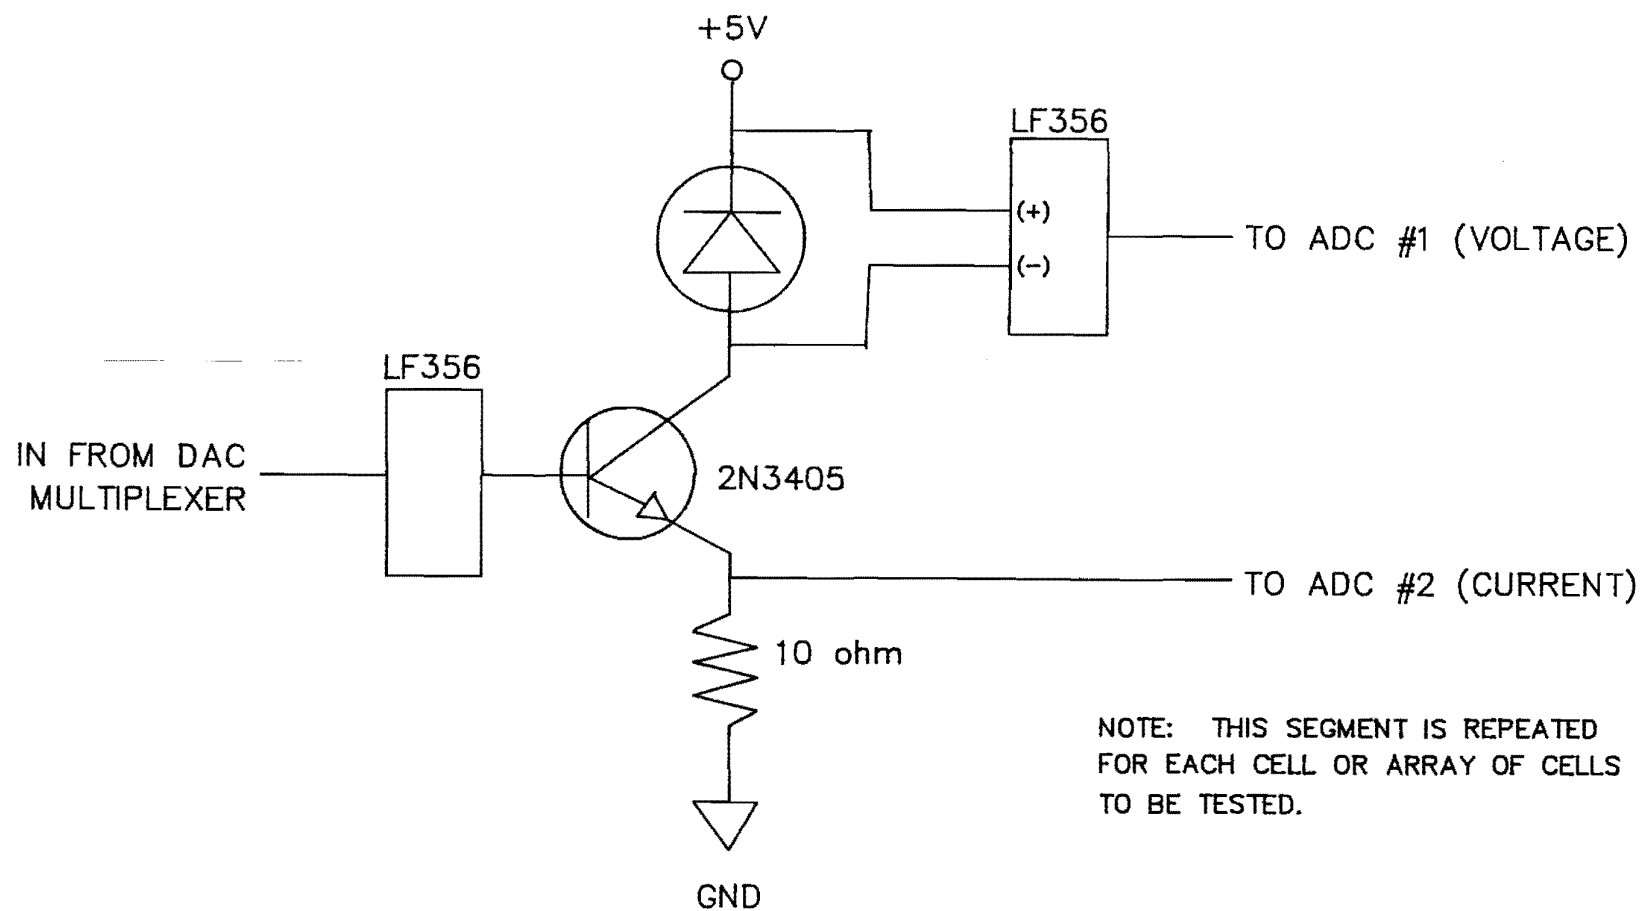 +5V
LF356
(+)
TO ADC #1 (VOLTAGE)
(-)
LF356
IN FROM DAC
MULTIPLEXER
2N3405
TO ADC #2 (CURRENT)
10 ohm
NOTE: THIS SEGMENT IS REPEATED
FOR EACH CELL OR ARRAY OF CELLS
TO BE TESTED.
GND